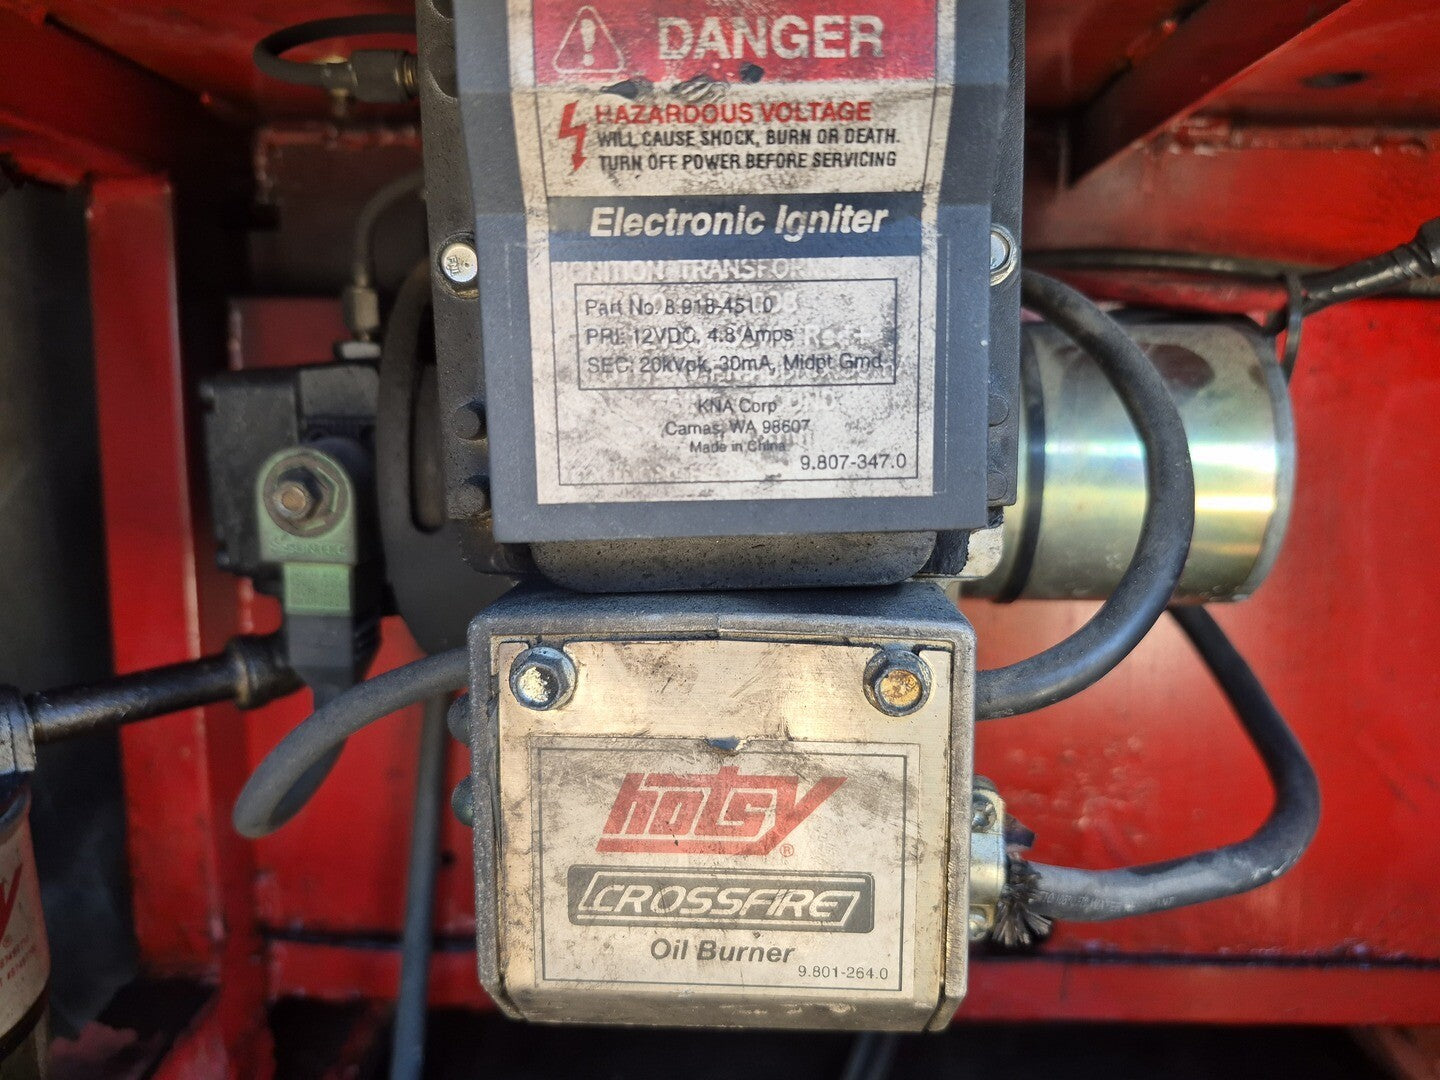 DANGER
HAZARDOUS VOLTAGE
WILL CAUSE SHOCK, BURN OR DEATH.
TURN OFF POWER BEFORE SERVICING
Electronic Igniter
Part No. 8.918-451.0
PRI. 12VDC, 4.8 Amps
SEC. 20kVpk, 30mA, Midpt Grnd
KNA Corp
Camas, WA 98607
Made in China
9.807-347.0
SUNTEC
hotsy®
CROSSFIRE
Oil Burner
9.801-264.0